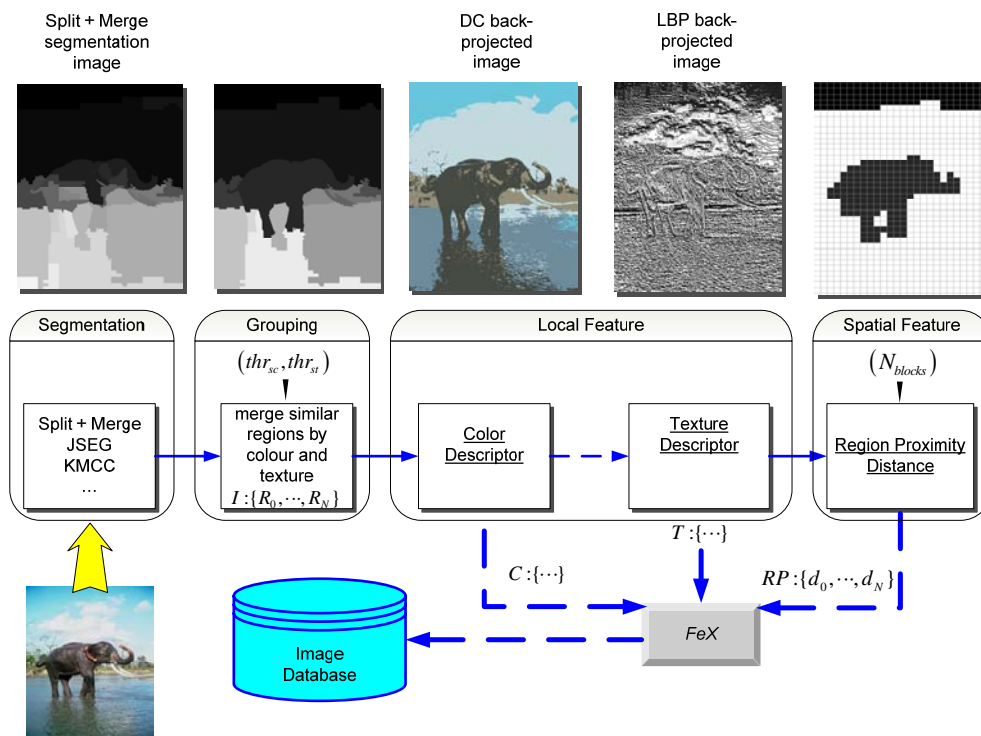 Split + Merge
segmentation
image
DC back-
projected
image
LBP back-
projected
image
Segmentation
Grouping
Local Feature
Spatial Feature
(thr_sc, thr_st)
(N_blocks)
Split + Merge
JSEG
KMCC
...
merge similar
regions by
colour and
texture
I :{R_0,···,R_N}
Color
Descriptor
Texture
Descriptor
Region Proximity
Distance
C :{···}
T :{···}
RP :{d_0,···,d_N}
FeX
Image
Database